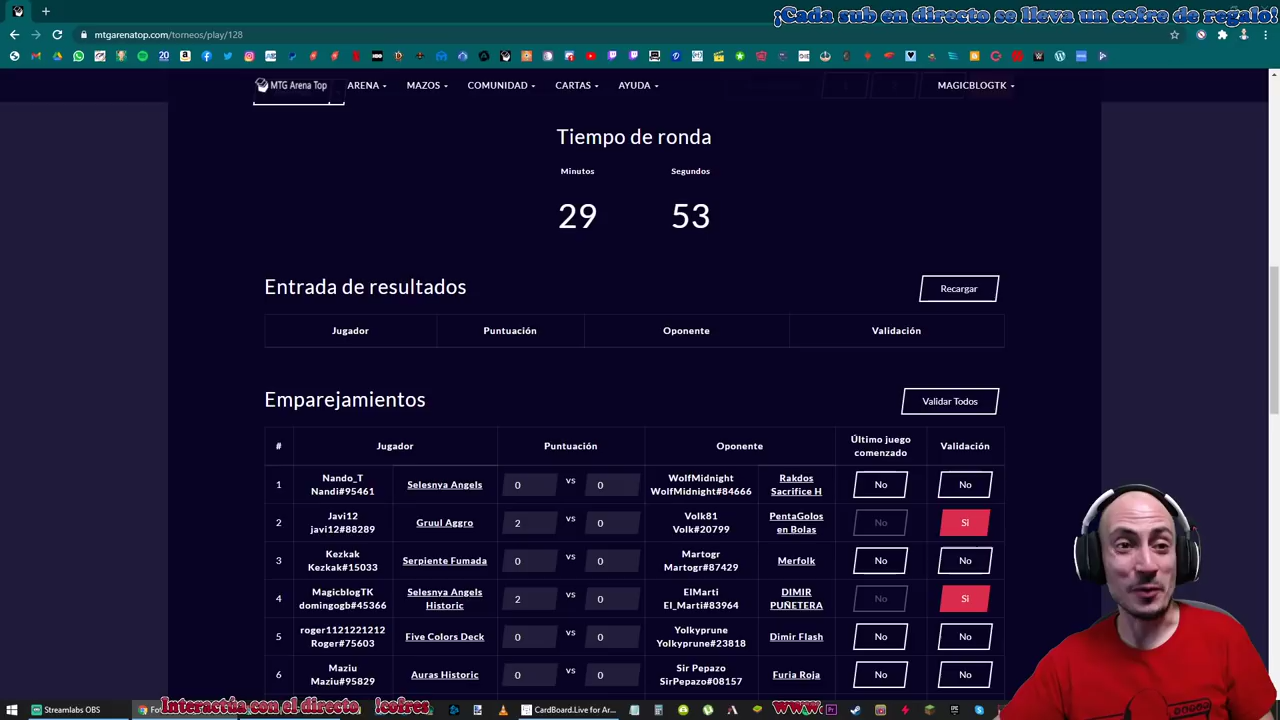 ¡Cada sub en directo se lleva un cofre de regalo!
mtgarenatop.com/torneos/play/128
MTG Arena Top ARENA MAZOS COMUNIDAD CARTAS AYUDA MAGICBLOGTK
Tiempo de ronda
Minutos Segundos
29 53
Entrada de resultados Recargar
Jugador Puntuación Oponente Validación
Emparejamientos Validar Todos
# Jugador Puntuación Oponente Último juego comenzado Validación
1 Nando_T Nandi#95461 Selesnya Angels 0 vs 0 WolfMidnight WolfMidnight#84666 Rakdos Sacrifice H No No
2 Javi12 javi12#88289 Gruul Aggro 2 vs 0 Volk81 Volk#20799 PentaGolos en Bolas No Si
3 Kezkak Kezkak#15033 Serpiente Fumada 0 vs 0 Martogr Martogr#87429 Merfolk No No
4 MagicblogTK domingogb#45366 Selesnya Angels Historic 2 vs 0 ElMarti El_Marti#83964 DIMIR PUÑETERA No Si
5 roger1121221212 Roger#75603 Five Colors Deck 0 vs 0 Yolkyprune Yolkyprune#23818 Dimir Flash No No
6 Maziu Maziu#95829 Auras Historic 0 vs 0 Sir Pepazo SirPepazo#08157 Furia Roja No No
Interactúa con el directo !cofres www
Streamlabs OBS Fo CardBoard.Live for Ar...